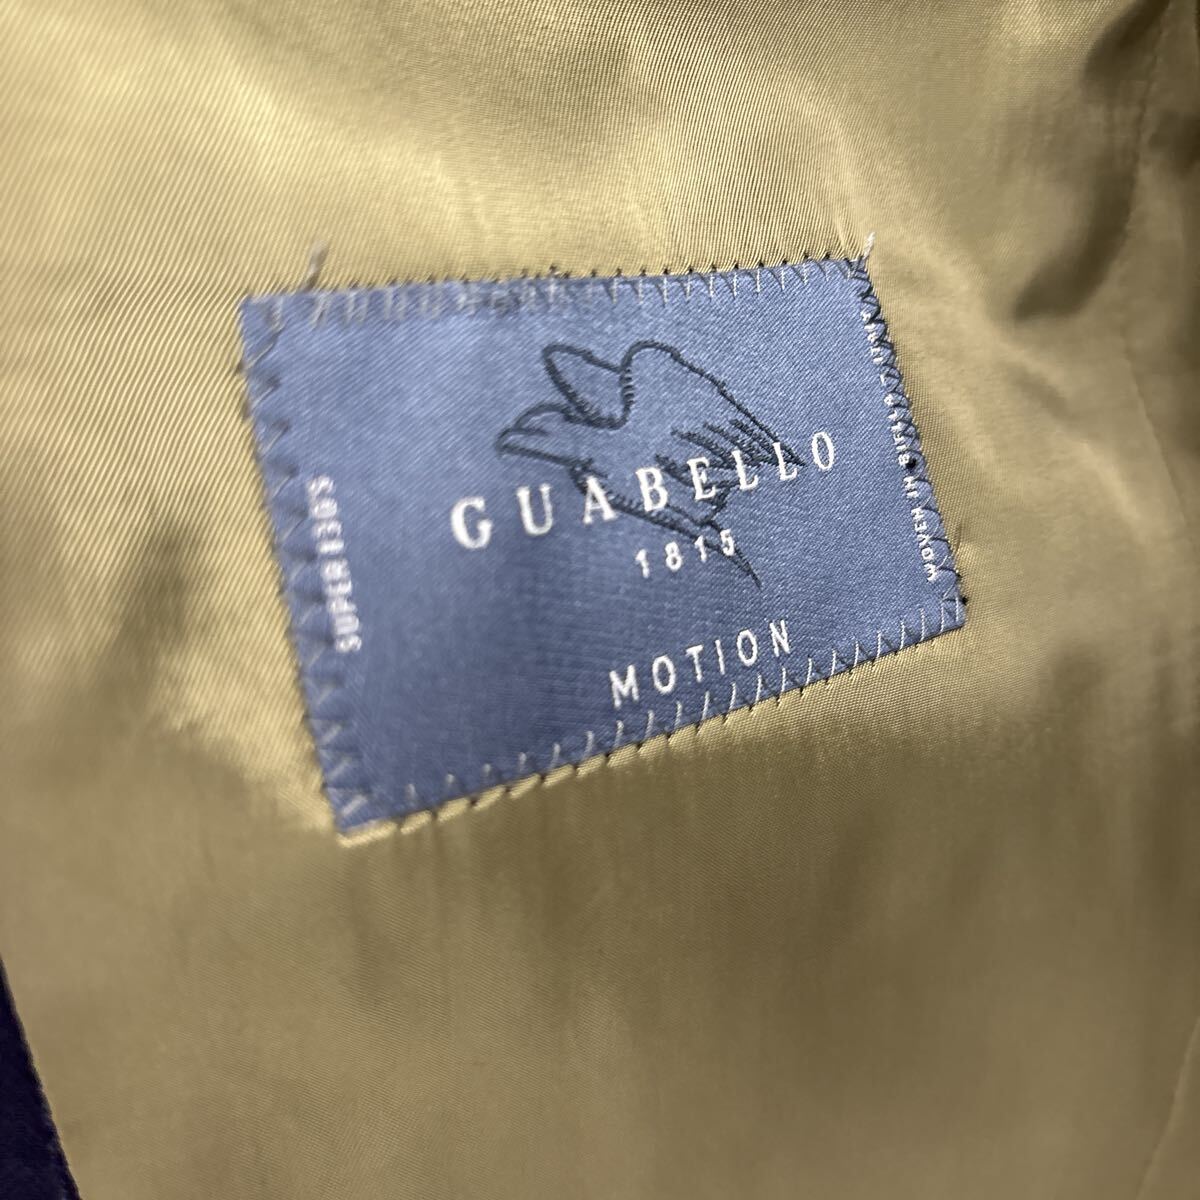 GUABELLO
1815
MOTION
SUPER 130'S
WOVEN IN BIELLA - ITALY